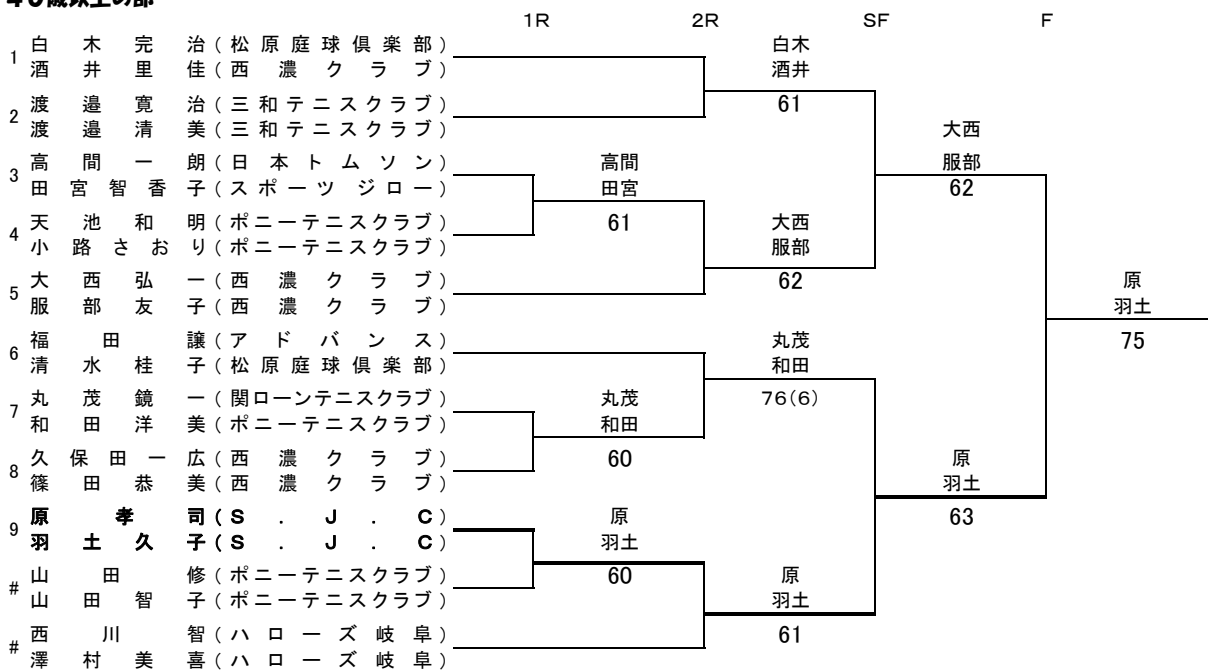 40歳以上の部
1R 2R SF F
1 白木完治(松原庭球倶楽部)
酒井里佳(西濃クラブ)
2 渡邉寛治(三和テニスクラブ)
渡邉清美(三和テニスクラブ)
3 高間一朗(日本トムソン)
田宮智香子(スポーツジロー)
4 天池和明(ポニーテニスクラブ)
小路さおり(ポニーテニスクラブ)
5 大西弘一(西濃クラブ)
服部友子(西濃クラブ)
6 福田譲(アドバンス)
清水桂子(松原庭球倶楽部)
7 丸茂鏡一(関ローンテニスクラブ)
和田洋美(ポニーテニスクラブ)
8 久保田一広(西濃クラブ)
篠田恭美(西濃クラブ)
9 原孝司(S.J.C)
羽土久子(S.J.C)
# 山田修(ポニーテニスクラブ)
山田智子(ポニーテニスクラブ)
# 西川智(ハローズ岐阜)
澤村美喜(ハローズ岐阜)
高間
田宮
61
丸茂
和田
60
原
羽土
60
白木
酒井
61
大西
服部
62
丸茂
和田
76(6)
原
羽土
61
大西
服部
62
原
羽土
63
原
羽土
75